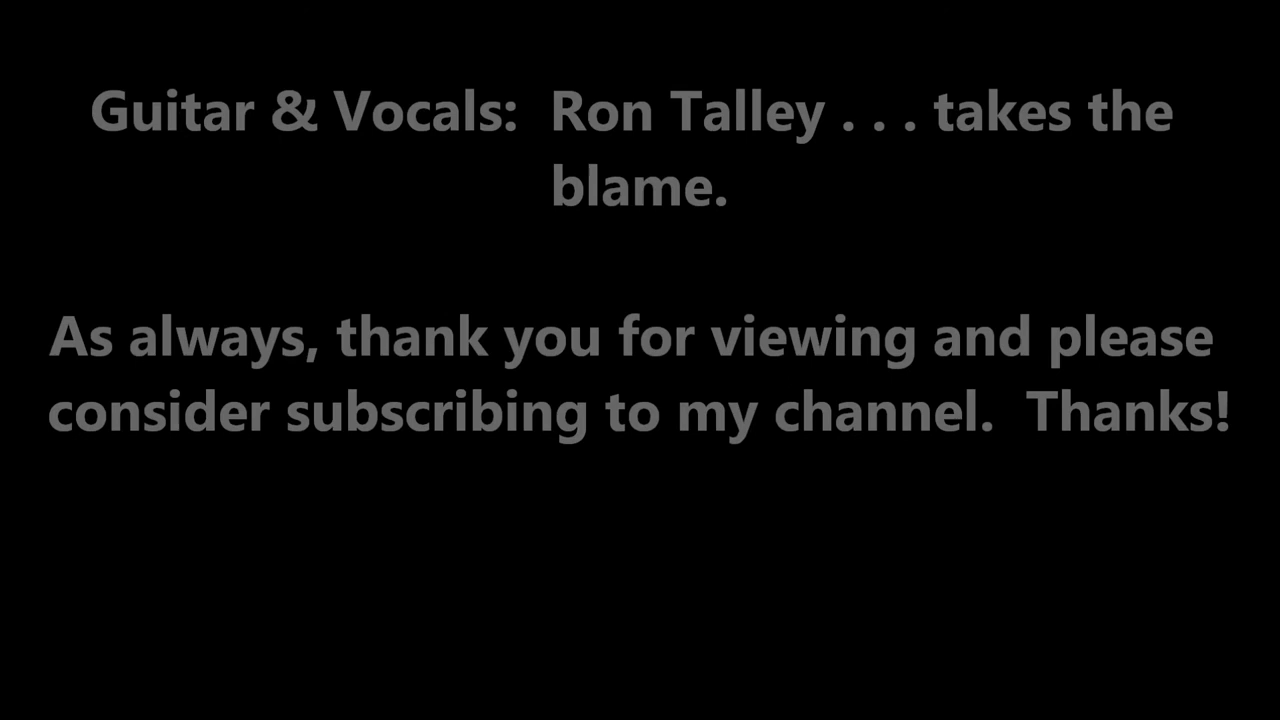 Guitar & Vocals:  Ron Talley . . . takes the
blame.
As always, thank you for viewing and please
consider subscribing to my channel.  Thanks!